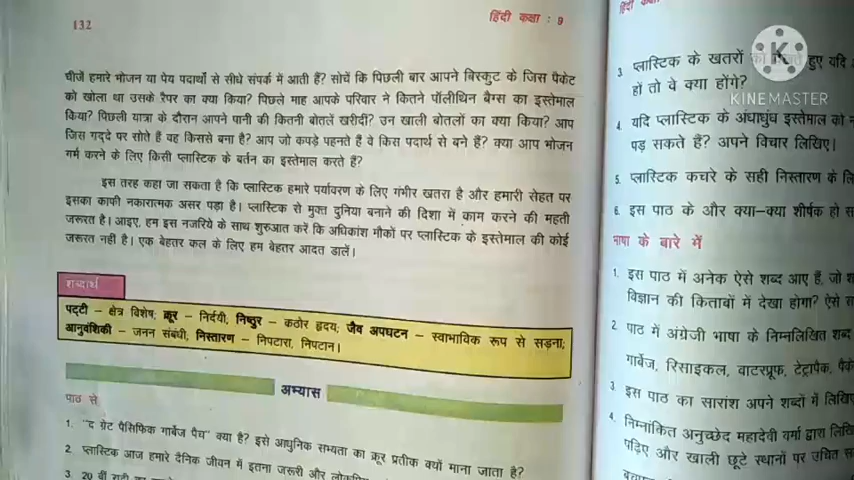 132
हिंदी कक्षा : 9
चीजें हमारे भोजन या पेय पदार्थों से सीधे संपर्क में आती हैं? सोचें कि पिछली बार आपने बिस्कुट के जिस पैकेट
को खोला था उसके रैपर का क्या किया? पिछले माह आपके परिवार ने कितने पॉलीथिन बैग्स का इस्तेमाल
किया? पिछली यात्रा के दौरान आपने पानी की कितनी बोतलें खरीदीं? उन खाली बोतलों का क्या किया? आप
जिस गद्दे पर सोते हैं वह किससे बना है? आप जो कपड़े पहनते हैं वे किस पदार्थ से बने हैं? क्या आप भोजन
गर्म करने के लिए किसी प्लास्टिक के बर्तन का इस्तेमाल करते हैं?
इस तरह कहा जा सकता है कि प्लास्टिक हमारे पर्यावरण के लिए गंभीर खतरा है और हमारी सेहत पर
इसका काफी नकारात्मक असर पड़ा है। प्लास्टिक से मुक्त दुनिया बनाने की दिशा में काम करने की महती
जरूरत है। आइए, हम इस नजरिये के साथ शुरुआत करें कि अधिकांश मौकों पर प्लास्टिक के इस्तेमाल की कोई
जरूरत नहीं है। एक बेहतर कल के लिए हम बेहतर आदत डालें।
शब्दार्थ
पट्टी – क्षेत्र विशेष; क्रूर – निर्दयी, निष्ठुर – कठोर हृदय; जैव अपघटन – स्वाभाविक रूप से सड़ना;
आनुवंशिकी – जनन संबंधी, निस्तारण – निपटारा, निपटान।
अभ्यास
पाठ से
1. "द ग्रेट पैसिफिक गार्बेज पैच" क्या है? इसे आधुनिक सभ्यता का क्रूर प्रतीक क्यों माना जाता है?
2. प्लास्टिक आज हमारे दैनिक जीवन में इतना जरूरी और
3. 20 वीं
हिंदी
3. प्लास्टिक के खतरों हुए यदि
हों तो वे क्या होंगे?
4. यदि प्लास्टिक के अंधाधुंध इस्तेमाल को
पड़ सकते हैं? अपने विचार लिखिए।
5. प्लास्टिक कचरे के सही निस्तारण के
6. इस पाठ के और क्या–क्या शीर्षक हो
भाषा के बारे में
1. इस पाठ में अनेक ऐसे शब्द आए हैं, जो
विज्ञान की किताबों में देखा होगा? ऐसे
2. पाठ में अंग्रेजी भाषा के निम्नलिखित शब्द
गार्बेज, रिसाइकल, वाटरप्रूफ, टेट्रापैक,
3. इस पाठ का सारांश अपने शब्दों में
4. निम्नांकित अनुच्छेद महादेवी वर्मा द्वारा
पढ़िए और खाली छूटे स्थानों पर उचित
K
KINEMASTER